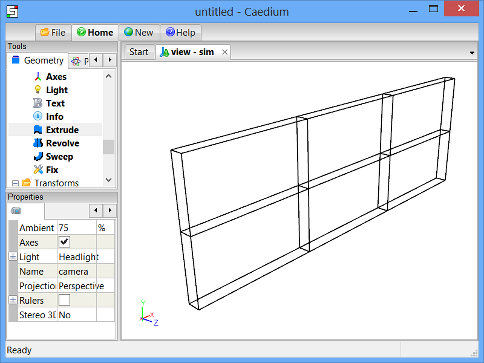 untitled - Caedium
File
Home
New
Help
Tools
Geometry
Start
view - sim
Axes
Light
Text
Info
Extrude
Revolve
Sweep
Fix
Transforms
Properties
Ambient 75 %
Axes
Light Headlight
Name camera
Projection Perspective
Rulers
Stereo 3D No
Y
X
Z
Ready